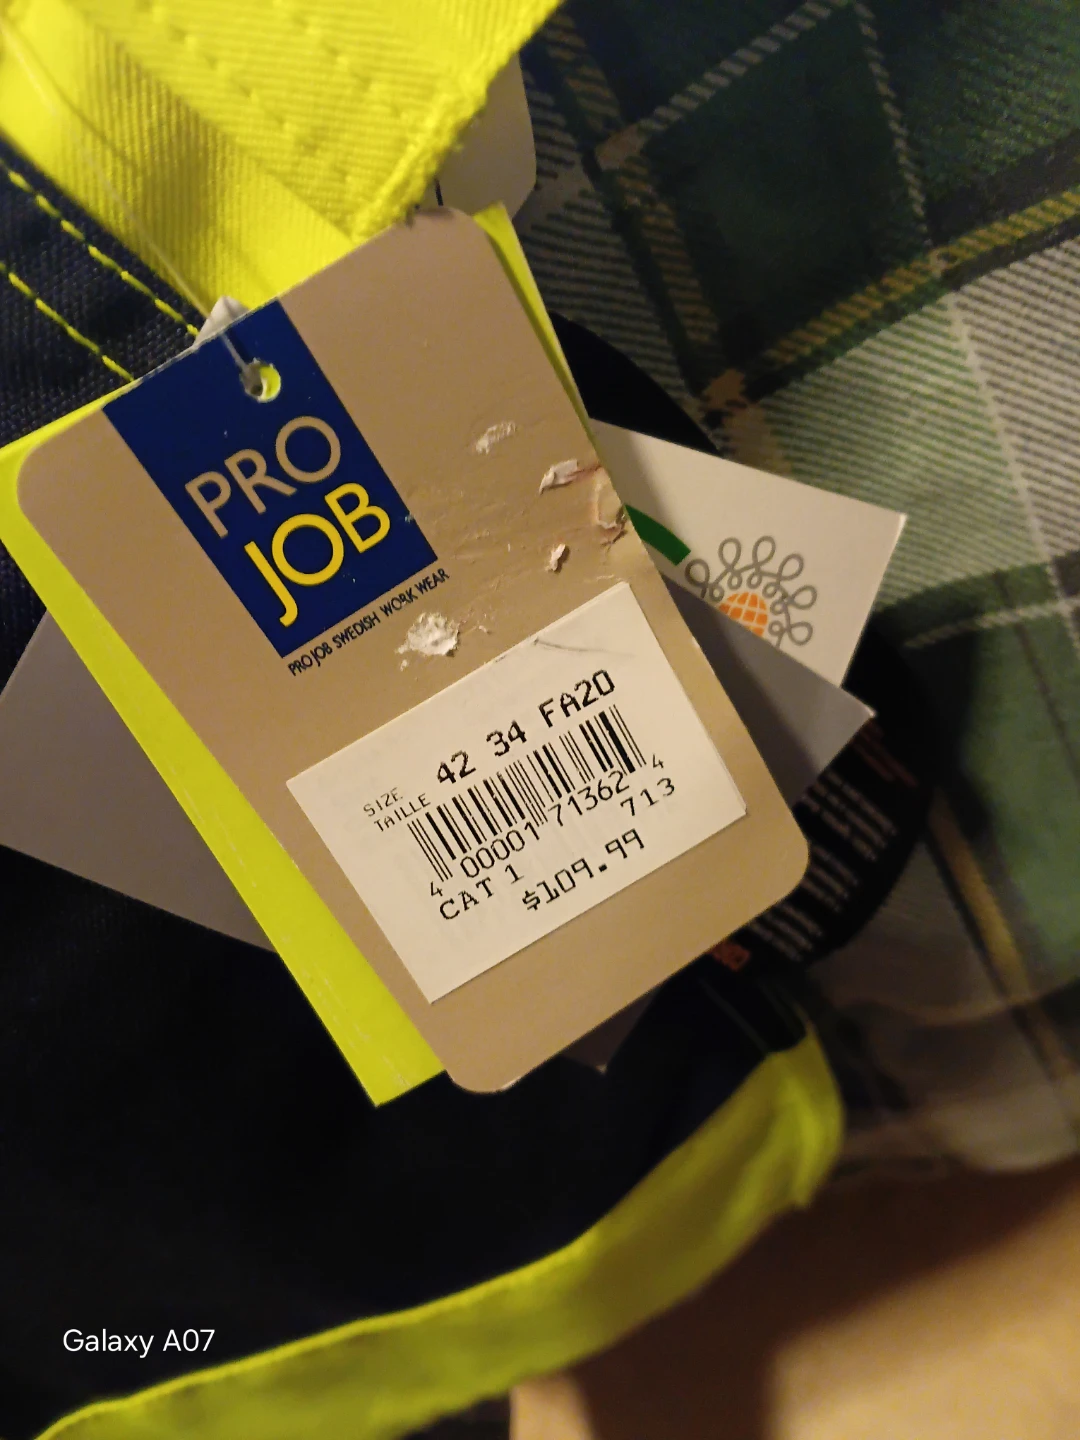 PRO
JOB
PROJOB SWEDISH WORK WEAR
SIZE
TAILLE 42 34 FA20
4 00001 71362 4
CAT 1 713
$109.99
Galaxy A07